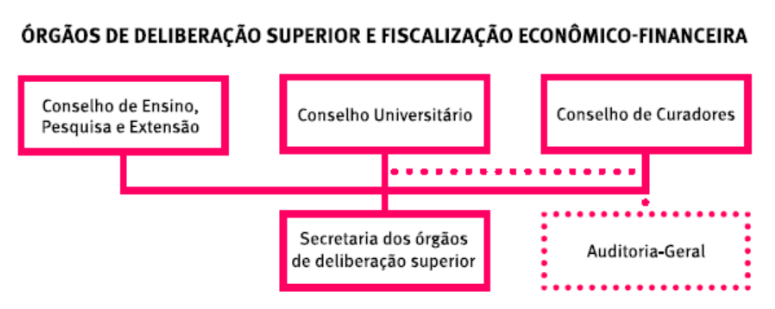 ÓRGÃOS DE DELIBERAÇÃO SUPERIOR E FISCALIZAÇÃO ECONÔMICO-FINANCEIRA
Conselho de Ensino,
Pesquisa e Extensão
Conselho Universitário
Conselho de Curadores
Secretaria dos órgãos
de deliberação superior
Auditoria-Geral